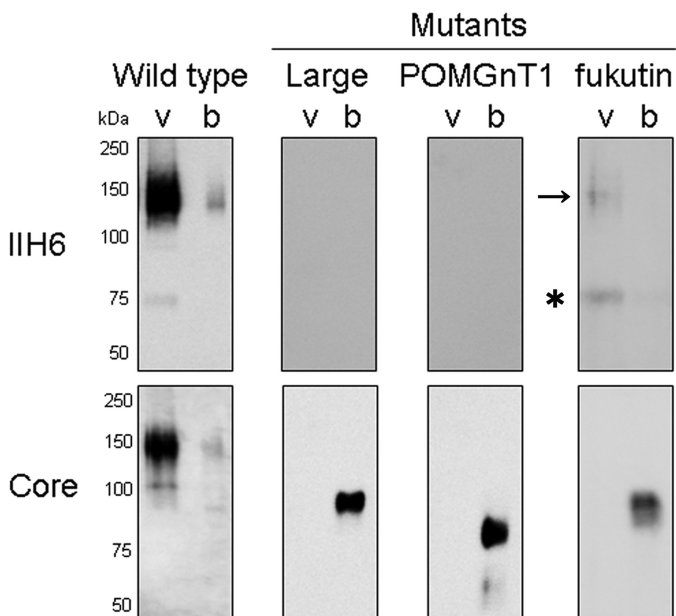 Mutants
Wild type Large POMGnT1 fukutin
kDa v b v b v b v b
250
150
→
100
IIH6
75
*
50
250
150
Core
100
75
50